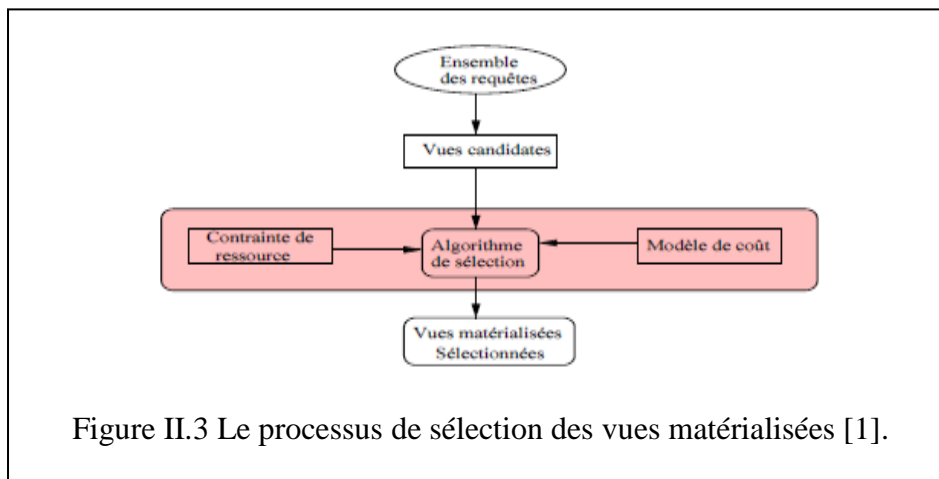 Ensemble
des requêtes
Vues candidates
Contrainte de
ressource
Algorithme
de sélection
Modèle de coût
Vues matérialisées
Sélectionnées
Figure II.3 Le processus de sélection des vues matérialisées [1].